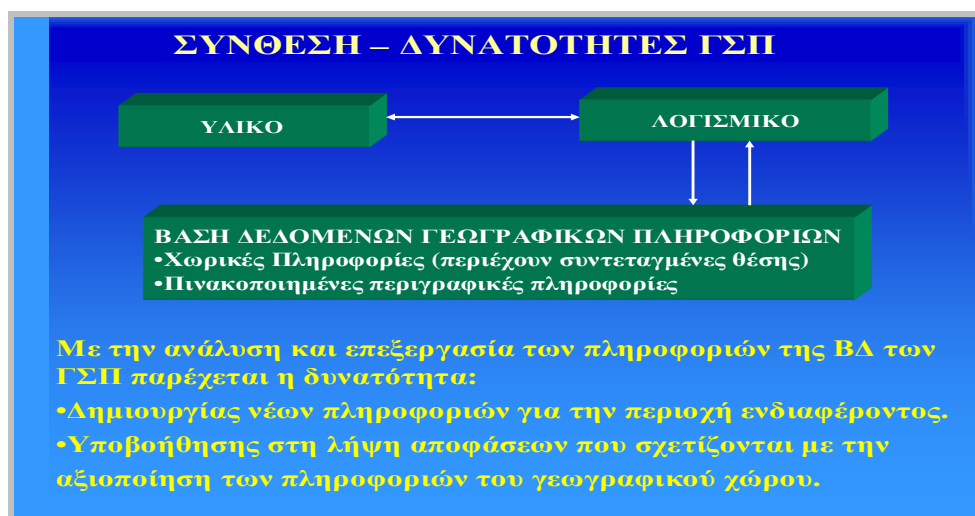 ΣΥΝΘΕΣΗ – ΔΥΝΑΤΟΤΗΤΕΣ ΓΣΠ
ΥΛΙΚΟ
ΛΟΓΙΣΜΙΚΟ
ΒΑΣΗ ΔΕΔΟΜΕΝΩΝ ΓΕΩΓΡΑΦΙΚΩΝ ΠΛΗΡΟΦΟΡΙΩΝ
•Χωρικές Πληροφορίες (περιέχουν συντεταγμένες θέσης)
•Πινακοποιημένες περιγραφικές πληροφορίες
Με την ανάλυση και επεξεργασία των πληροφοριών της ΒΔ των
ΓΣΠ παρέχεται η δυνατότητα:
•Δημιουργίας νέων πληροφοριών για την περιοχή ενδιαφέροντος.
•Υποβοήθησης στη λήψη αποφάσεων που σχετίζονται με την
αξιοποίηση των πληροφοριών του γεωγραφικού χώρου.